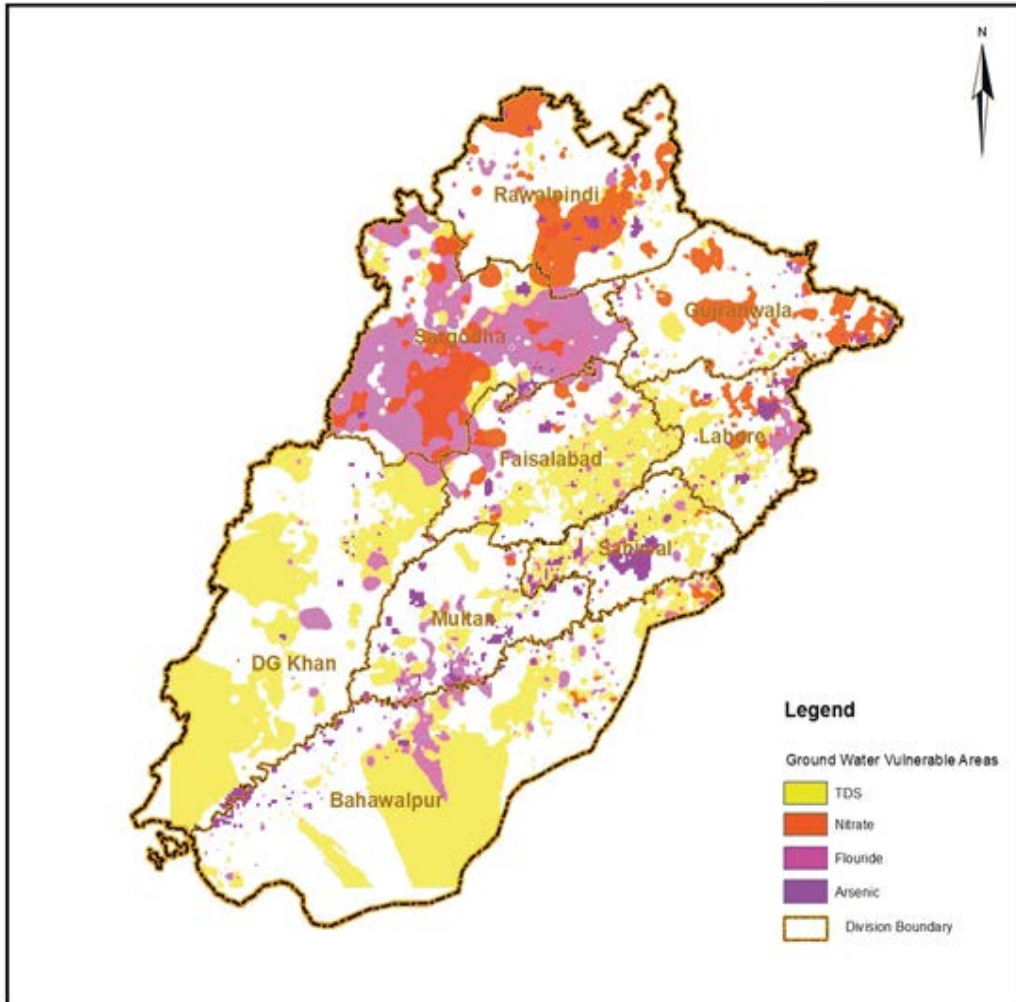 N
Rawalpindi
Gujranwala
Sargodha
Lahore
Faisalabad
Sahiwal
Multan
DG Khan
Bahawalpur
Legend
Ground Water Vulnerable Areas
TDS
Nitrate
Flouride
Arsenic
Division Boundary